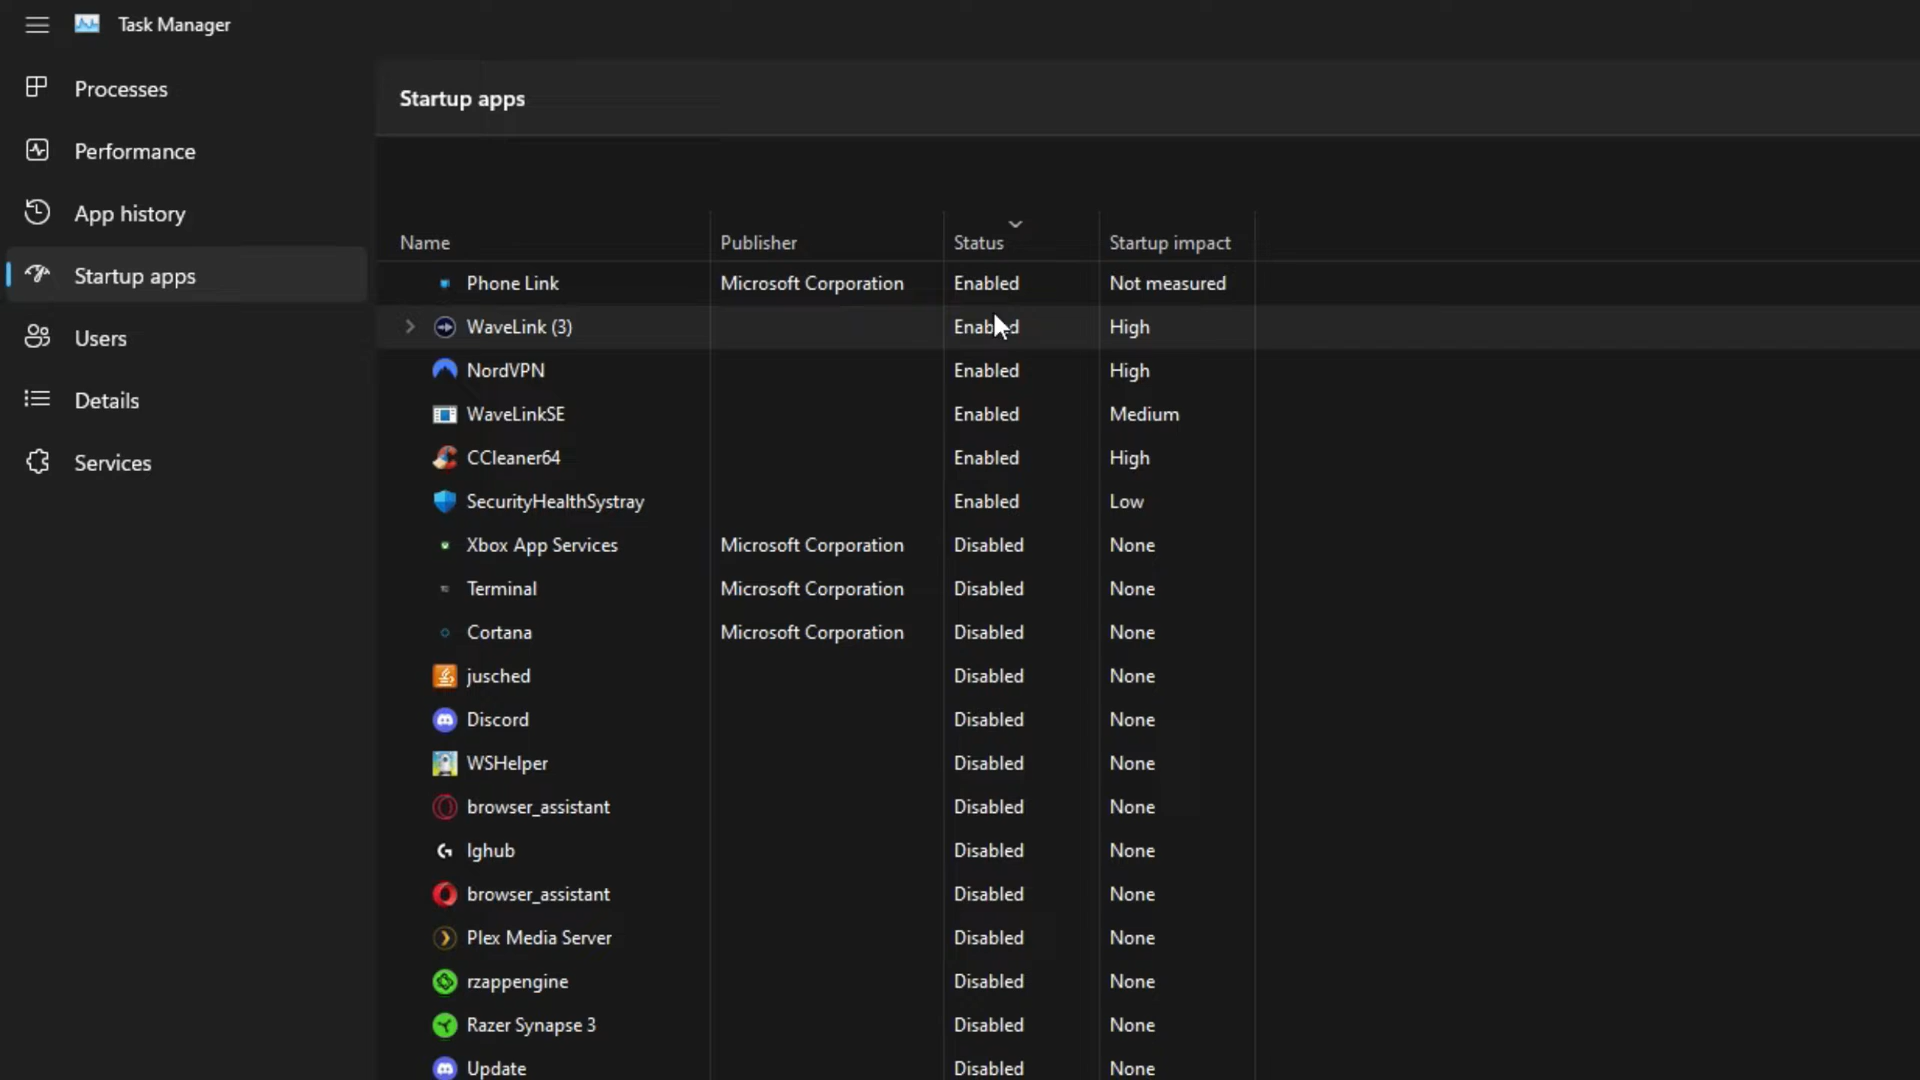 Task Manager
Processes
Performance
App history
Startup apps
Users
Details
Services
Startup apps
Name Publisher Status Startup impact
Phone Link Microsoft Corporation Enabled Not measured
WaveLink (3) Enabled High
NordVPN Enabled High
WaveLinkSE Enabled Medium
CCleaner64 Enabled High
SecurityHealthSystray Enabled Low
Xbox App Services Microsoft Corporation Disabled None
Terminal Microsoft Corporation Disabled None
Cortana Microsoft Corporation Disabled None
jusched Disabled None
Discord Disabled None
WSHelper Disabled None
browser_assistant Disabled None
lghub Disabled None
browser_assistant Disabled None
Plex Media Server Disabled None
rzappengine Disabled None
Razer Synapse 3 Disabled None
Update Disabled None